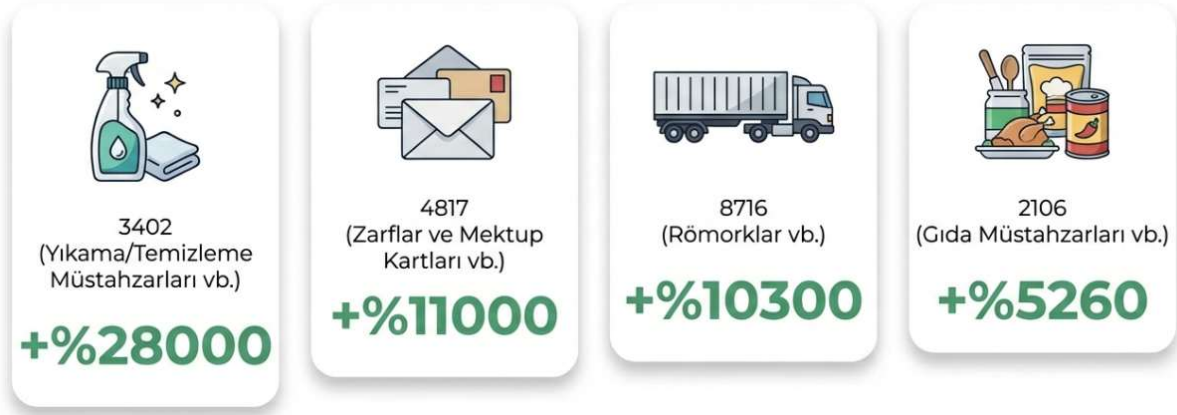 3402
(Yıkama/Temizleme
Müstahzarları vb.)
+%28000
4817
(Zarflar ve Mektup
Kartları vb.)
+%11000
8716
(Römorklar vb.)
+%10300
2106
(Gıda Müstahzarları vb.)
+%5260